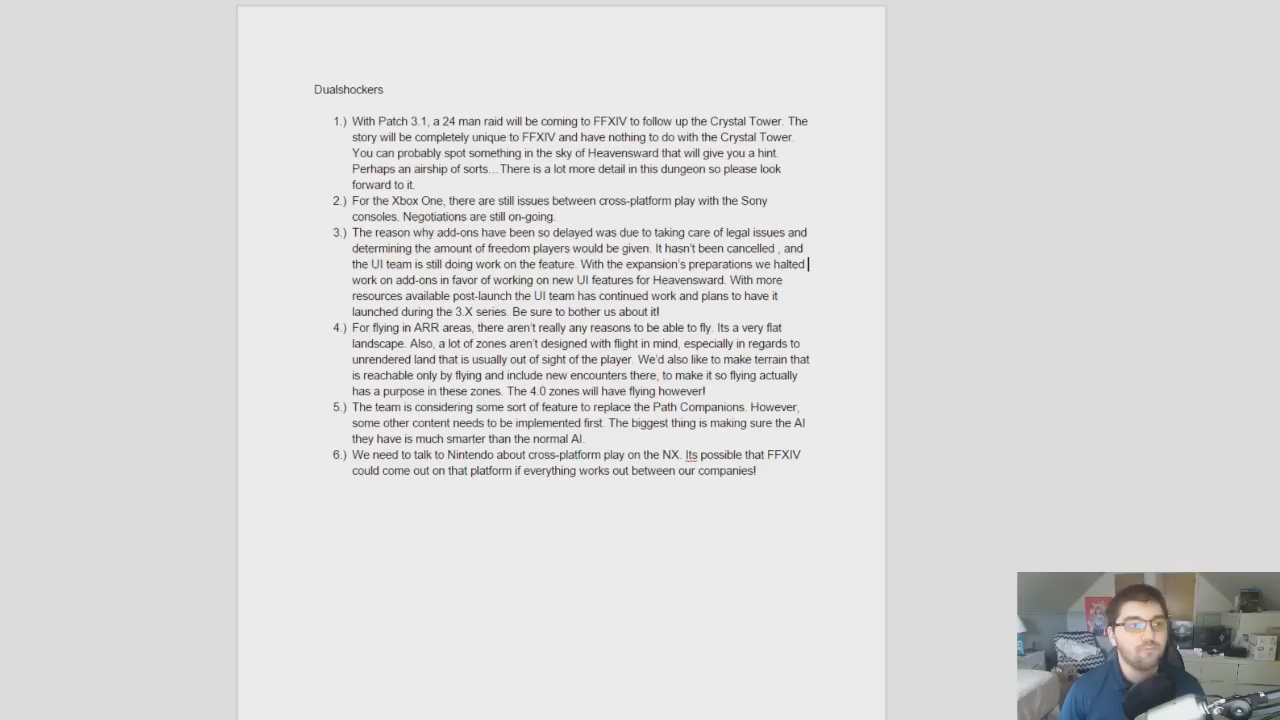 Dualshockers
1.) With Patch 3.1, a 24 man raid will be coming to FFXIV to follow up the Crystal Tower. The
story will be completely unique to FFXIV and have nothing to do with the Crystal Tower.
You can probably spot something in the sky of Heavensward that will give you a hint.
Perhaps an airship of sorts...There is a lot more detail in this dungeon so please look
forward to it.
2.) For the Xbox One, there are still issues between cross-platform play with the Sony
consoles. Negotiations are still on-going.
3.) The reason why add-ons have been so delayed was due to taking care of legal issues and
determining the amount of freedom players would be given. It hasn't been cancelled , and
the UI team is still doing work on the feature. With the expansion's preparations we halted
work on add-ons in favor of working on new UI features for Heavensward. With more
resources available post-launch the UI team has continued work and plans to have it
launched during the 3.X series. Be sure to bother us about it!
4.) For flying in ARR areas, there aren't really any reasons to be able to fly. Its a very flat
landscape. Also, a lot of zones aren't designed with flight in mind, especially in regards to
unrendered land that is usually out of sight of the player. We'd also like to make terrain that
is reachable only by flying and include new encounters there, to make it so flying actually
has a purpose in these zones. The 4.0 zones will have flying however!
5.) The team is considering some sort of feature to replace the Path Companions. However,
some other content needs to be implemented first. The biggest thing is making sure the AI
they have is much smarter than the normal AI.
6.) We need to talk to Nintendo about cross-platform play on the NX. Its possible that FFXIV
could come out on that platform if everything works out between our companies!